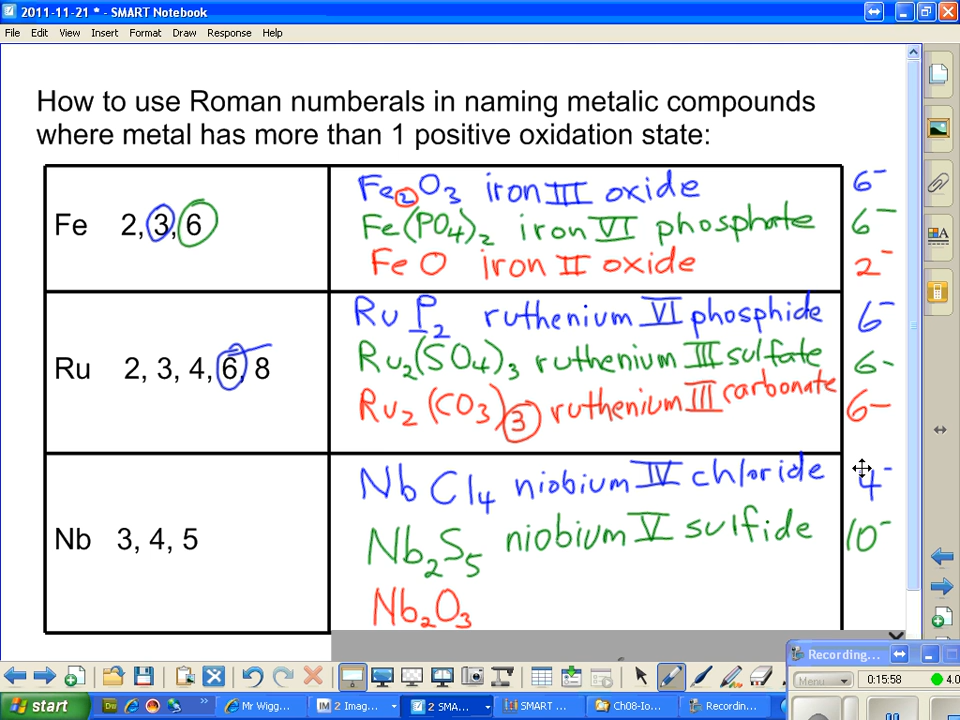 2011-11-21 * - SMART Notebook
File Edit View Insert Format Draw Response Help
How to use Roman numberals in naming metalic compounds
where metal has more than 1 positive oxidation state:
Fe 2, 3, 6
Fe₂O₃ iron III oxide 6⁻
Fe(PO₄)₂ iron VI phosphate 6⁻
FeO iron II oxide 2⁻
Ru 2, 3, 4, 6, 8
Ru P₂ ruthenium VI phosphide 6⁻
Ru₂(SO₄)₃ ruthenium III sulfate 6-
Ru₂(CO₃)₃ ruthenium III carbonate 6-
Nb 3, 4, 5
NbCl₄ niobium IV chloride 4⁻
Nb₂S₅ niobium V sulfide 10⁻
Nb₂O₃
Recording...
Menu 0:15:58 4.0
start Mr Wigg... 2 Imag... 2 SMA... SMART ... Ch08-Io... Recordin...